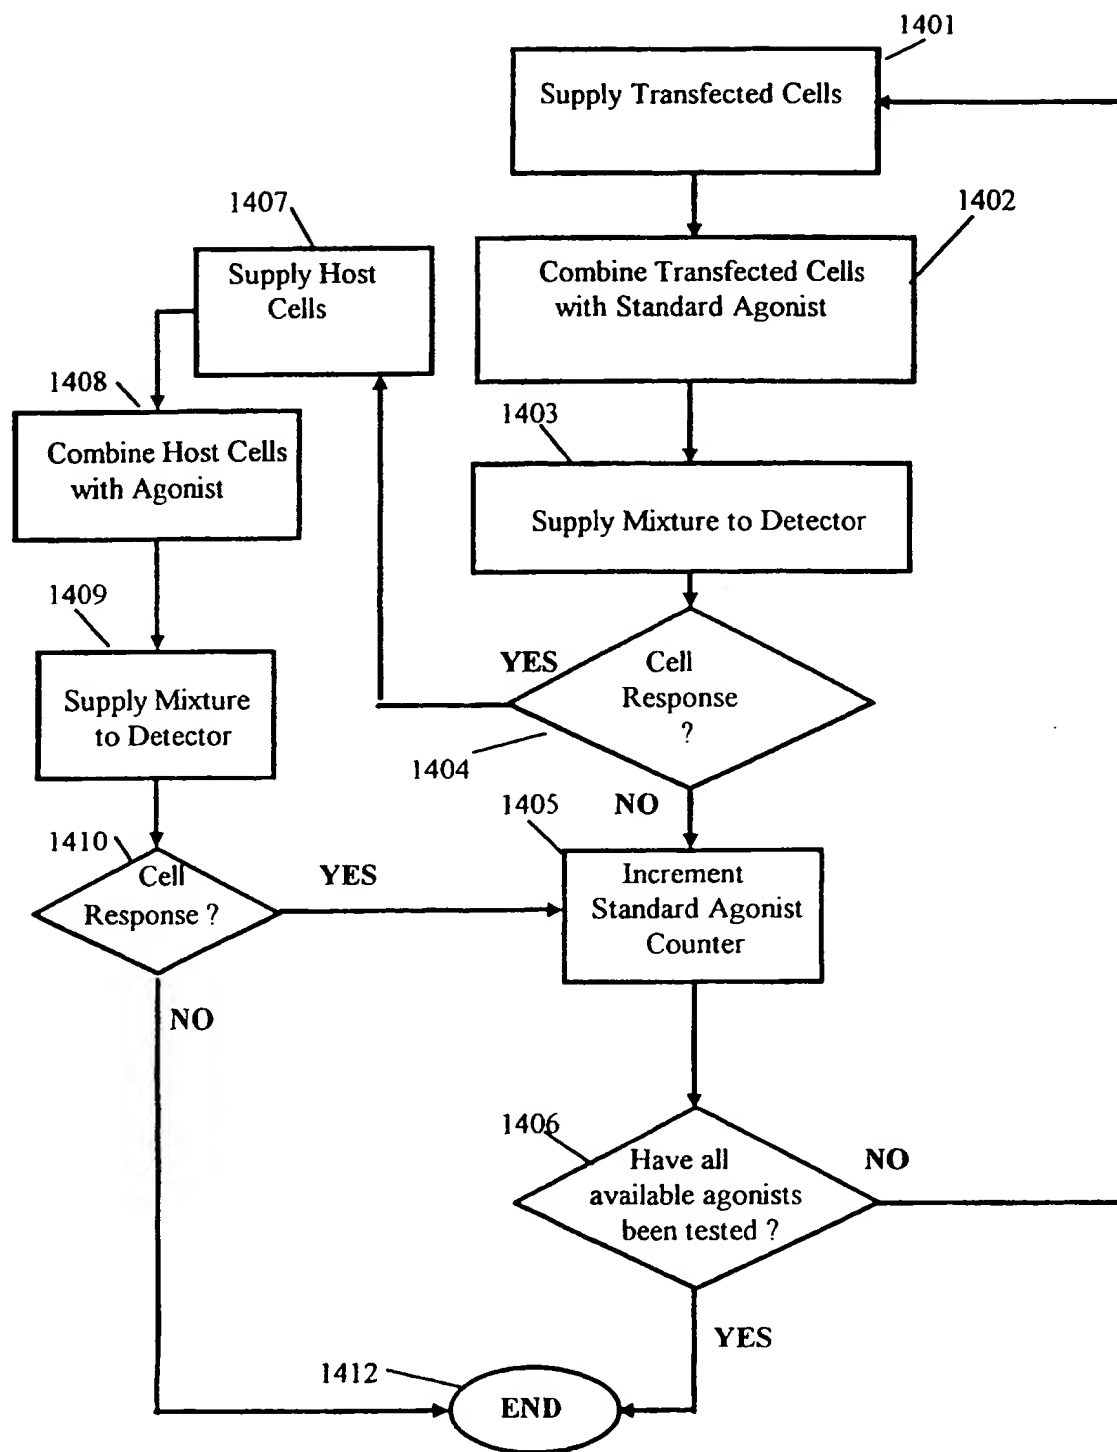 1401
Supply Transfected Cells
1402
Combine Transfected Cells
with Standard Agonist
1407
Supply Host
Cells
1408
Combine Host Cells
with Agonist
1403
Supply Mixture to Detector
1409
Supply Mixture
to Detector
YES
Cell
Response
?
1404
NO
1410
Cell
Response ?
YES
NO
1405
Increment
Standard Agonist
Counter
1406
Have all
available agonists
been tested ?
NO
YES
1412
END